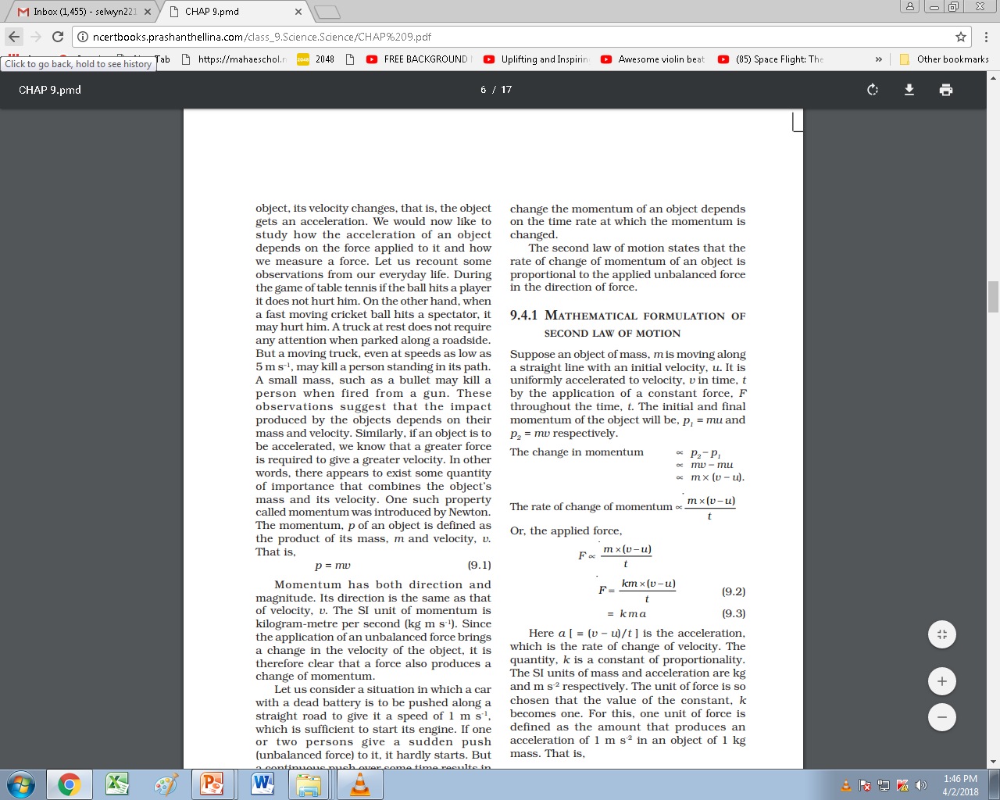 Inbox (1,455) - selwyn221
CHAP 9.pmd
ncertbooks.prashanthellina.com/class_9.Science.Science/CHAP%209.pdf
Tab
https://mahaeschol.r
2048
2048
FREE BACKGROUND
Uplifting and Inspirin
Awesome violin beat
(85) Space Flight: The
»
Other bookmarks
Click to go back, hold to see history
CHAP 9.pmd
6 / 17
object, its velocity changes, that is, the object
gets an acceleration. We would now like to
study how the acceleration of an object
depends on the force applied to it and how
we measure a force. Let us recount some
observations from our everyday life. During
the game of table tennis if the ball hits a player
it does not hurt him. On the other hand, when
a fast moving cricket ball hits a spectator, it
may hurt him. A truck at rest does not require
any attention when parked along a roadside.
But a moving truck, even at speeds as low as
5 m s⁻¹, may kill a person standing in its path.
A small mass, such as a bullet may kill a
person when fired from a gun. These
observations suggest that the impact
produced by the objects depends on their
mass and velocity. Similarly, if an object is to
be accelerated, we know that a greater force
is required to give a greater velocity. In other
words, there appears to exist some quantity
of importance that combines the object's
mass and its velocity. One such property
called momentum was introduced by Newton.
The momentum, p of an object is defined as
the product of its mass, m and velocity, v.
That is,
p = mv (9.1)
Momentum has both direction and
magnitude. Its direction is the same as that
of velocity, v. The SI unit of momentum is
kilogram-metre per second (kg m s⁻¹). Since
the application of an unbalanced force brings
a change in the velocity of the object, it is
therefore clear that a force also produces a
change of momentum.
Let us consider a situation in which a car
with a dead battery is to be pushed along a
straight road to give it a speed of 1 m s⁻¹,
which is sufficient to start its engine. If one
or two persons give a sudden push
(unbalanced force) to it, it hardly starts. But
a continuous push over some time results in
change the momentum of an object depends
on the time rate at which the momentum is
changed.
The second law of motion states that the
rate of change of momentum of an object is
proportional to the applied unbalanced force
in the direction of force.
9.4.1 MATHEMATICAL FORMULATION OF
SECOND LAW OF MOTION
Suppose an object of mass, m is moving along
a straight line with an initial velocity, u. It is
uniformly accelerated to velocity, v in time, t
by the application of a constant force, F
throughout the time, t. The initial and final
momentum of the object will be, p₁ = mu and
p₂ = mv respectively.
The change in momentum ∝ p₂ – p₁
∝ mv – mu
∝ m × (v – u).
The rate of change of momentum ∝ m × (v – u) / t
Or, the applied force,
F ∝ m × (v – u) / t
F = km × (v – u) / t (9.2)
= k m a (9.3)
Here a [ = (v – u)/t ] is the acceleration,
which is the rate of change of velocity. The
quantity, k is a constant of proportionality.
The SI units of mass and acceleration are kg
and m s⁻² respectively. The unit of force is so
chosen that the value of the constant, k
becomes one. For this, one unit of force is
defined as the amount that produces an
acceleration of 1 m s⁻² in an object of 1 kg
mass. That is,
1:46 PM
4/2/2018